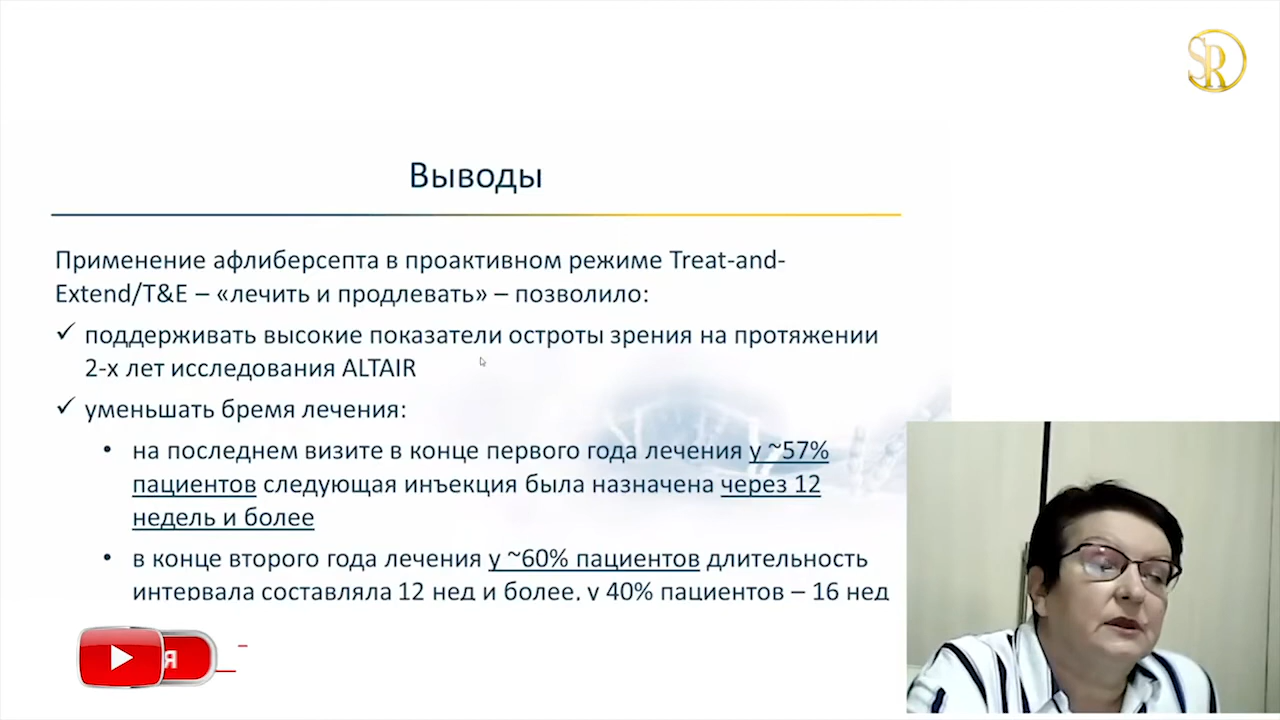 SR
Выводы
Применение афлиберсепта в проактивном режиме Treat-and-
Extend/T&E – «лечить и продлевать» – позволило:
✓ поддерживать высокие показатели остроты зрения на протяжении
2-х лет исследования ALTAIR
✓ уменьшать бремя лечения:
• на последнем визите в конце первого года лечения у ~57%
пациентов следующая инъекция была назначена через 12
недель и более
• в конце второго года лечения у ~60% пациентов длительность
интервала составляла 12 нед и более, у 40% пациентов – 16 нед
Я